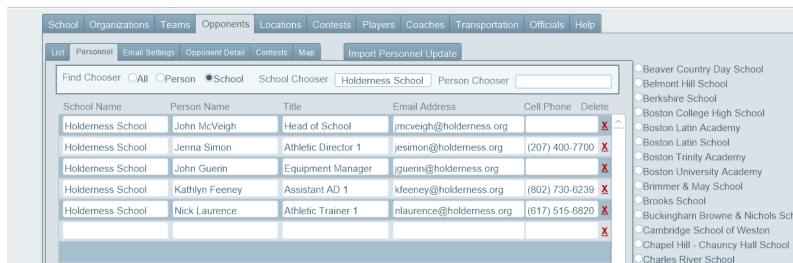 School Organizations Teams Opponents Locations Contests Players Coaches Transportation Officials Help
List Personnel Email Settings Opponent Detail Contests Map Import Personnel Update
Find Chooser All Person School School Chooser Holderness School Person Chooser
School Name Person Name Title Email Address Cell Phone Delete
Holderness School John McVeigh Head of School jmcveigh@holderness.org X
Holderness School Jenna Simon Athletic Director 1 jesimon@holderness.org (207) 400-7700 X
Holderness School John Guerin Equipment Manager jguerin@holderness.org X
Holderness School Kathlyn Feeney Assistant AD 1 kfeeney@holderness.org (802) 730-6239 X
Holderness School Nick Laurence Athletic Trainer 1 nlaurence@holderness.org (617) 515-6820 X
X
Beaver Country Day School
Belmont Hill School
Berkshire School
Boston College High School
Boston Latin Academy
Boston Latin School
Boston Trinity Academy
Boston University Academy
Brimmer & May School
Brooks School
Buckingham Browne & Nichols Sch
Cambridge School of Weston
Chapel Hill - Chauncy Hall School
Charles River School